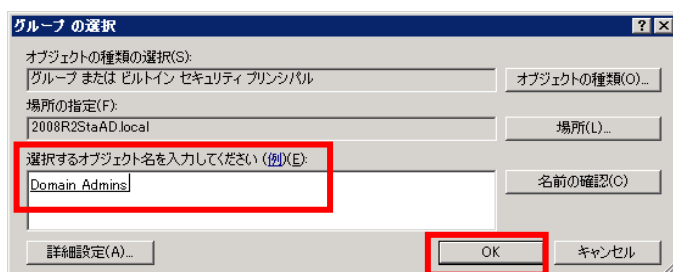 グループ の選択
オブジェクトの種類の選択(S):
グループ または ビルトイン セキュリティ プリンシパル
オブジェクトの種類(O)...
場所の指定(F):
2008R2StaAD.local
場所(L)...
選択するオブジェクト名を入力してください (例)(E):
Domain Admins
名前の確認(C)
詳細設定(A)...
OK
キャンセル